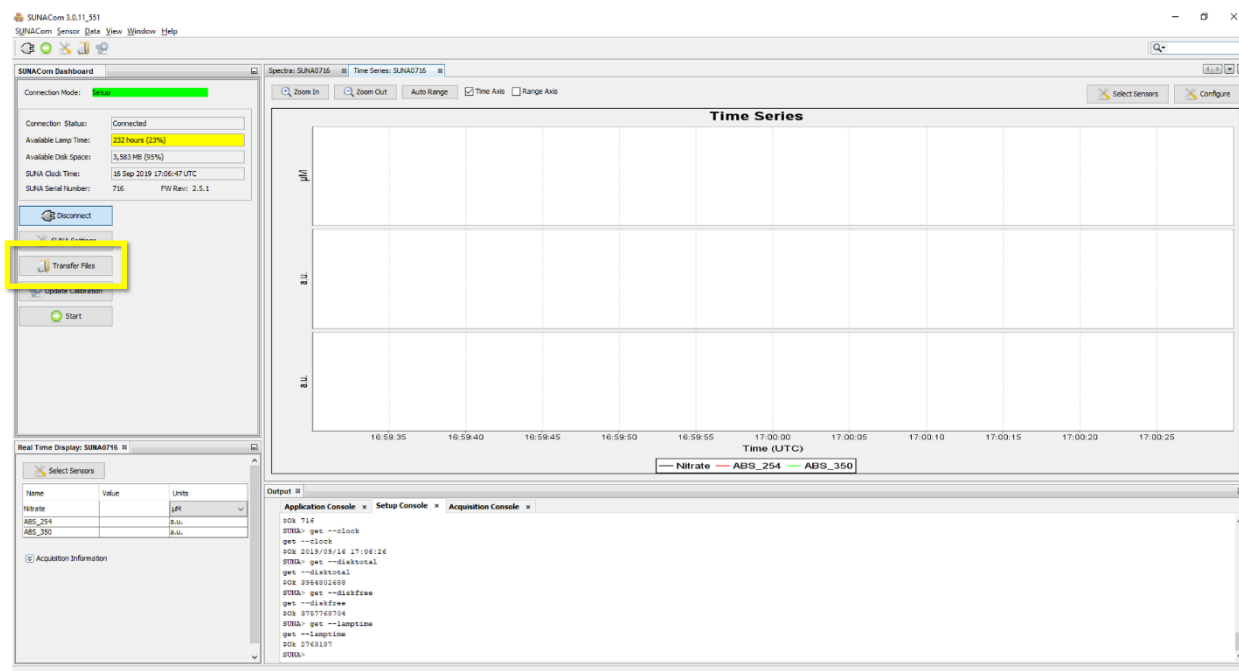 SUNACom 3.0.11_551
SUNACom Sensor Data View Window Help
SUNACom Dashboard
Connection Mode: Setup
Connection Status: Connected
Available Lamp Time: 232 hours (23%)
Available Disk Space: 3,583 MB (95%)
SUNA Clock Time: 16 Sep 2019 17:06:47 UTC
SUNA Serial Number: 716 FW Rev: 2.5.1
Disconnect
SUNA Settings
Transfer Files
Update Calibration
Start
Real Time Display: SUNA0716
Select Sensors
Name Value Units
Nitrate µM
ABS_254 a.u.
ABS_350 a.u.
Acquisition Information
Spectra: SUNA0716 Time Series: SUNA0716
Zoom In Zoom Out Auto Range Time Axis Range Axis Select Sensors Configure
Time Series
µM
a.u.
a.u.
16:59:35 16:59:40 16:59:45 16:59:50 16:59:55 17:00:00 17:00:05 17:00:10 17:00:15 17:00:20 17:00:25
Time (UTC)
Nitrate ABS_254 ABS_350
Output
Application Console x Setup Console x Acquisition Console x
$Ok 716
SUNA> get --clock
get --clock
$Ok 2019/09/16 17:06:26
SUNA> get --disktotal
get --disktotal
$Ok 3954802688
SUNA> get --diskfree
get --diskfree
$Ok 3757768704
SUNA> get --lamptime
get --lamptime
$Ok 2763187
SUNA>